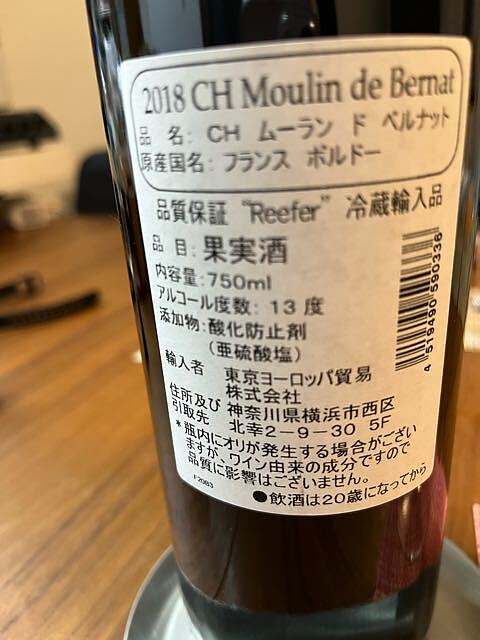 2018 CH Moulin de Bernat
品 名: CH ムーラン ド ベルナット
原産国名: フランス ボルドー
品質保証 “Reefer” 冷蔵輸入品
品 目: 果実酒
内容量:750ml
アルコール度数: 13 度
添加物:酸化防止剤
(亜硫酸塩)
輸入者 東京ヨーロッパ貿易
株式会社
住所及び 神奈川県横浜市西区
引取先 北幸2-9-30 5F
*瓶内にオリが発生する場合がござい
ますが、ワイン由来の成分ですので
品質に影響はございません。
F20B3
●飲酒は20歳になってから
4 519490 590336